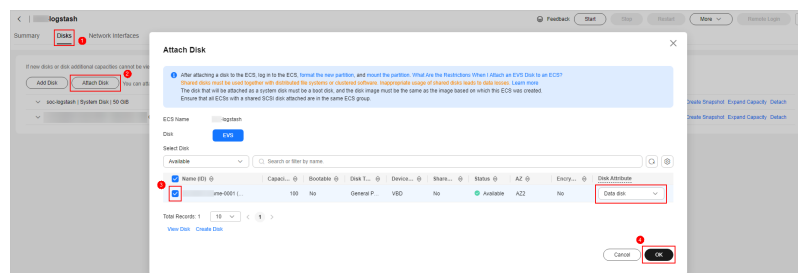 logstash
Feedback Start Stop Restart More Remote Login
Summary Disks Network Interfaces
1
Attach Disk
If new disks or disk additional capacities cannot be vie
2
Add Disk Attach Disk You can att
soc-logstash | System Disk | 50 GiB
Create Snapshot Expand Capacity Detach
Create Snapshot Expand Capacity Detach
After attaching a disk to the ECS, log in to the ECS, format the new partition, and mount the partition. What Are the Restrictions When I Attach an EVS Disk to an ECS?
Shared disks must be used together with distributed file systems or clustered software. Inappropriate usage of shared disks leads to data losses. Learn more
The disk that will be attached as a system disk must be a boot disk, and the disk image must be the same as the image based on which this ECS was created.
Ensure that all ECSs with a shared SCSI disk attached are in the same ECS group.
ECS Name logstash
Disk EVS
Select Disk
Available Search or filter by name.
Name (ID) Capaci... Bootable Disk T... Device... Share... Status AZ Encry... Disk Attribute
3
me-0001 (... 100 No General P... VBD No Available AZ2 No Data disk
Total Records: 1 10 < 1 >
View Disk Create Disk
4
Cancel OK